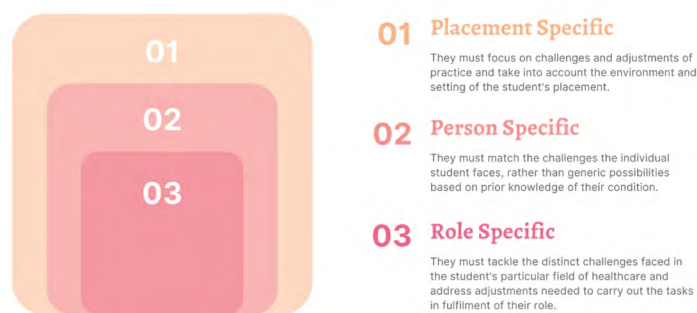 01
02
03
01 Placement Specific
They must focus on challenges and adjustments of
practice and take into account the environment and
setting of the student's placement.
02 Person Specific
They must match the challenges the individual
student faces, rather than generic possibilities
based on prior knowledge of their condition.
03 Role Specific
They must tackle the distinct challenges faced in
the student's particular field of healthcare and
address adjustments needed to carry out the tasks
in fulfilment of their role.